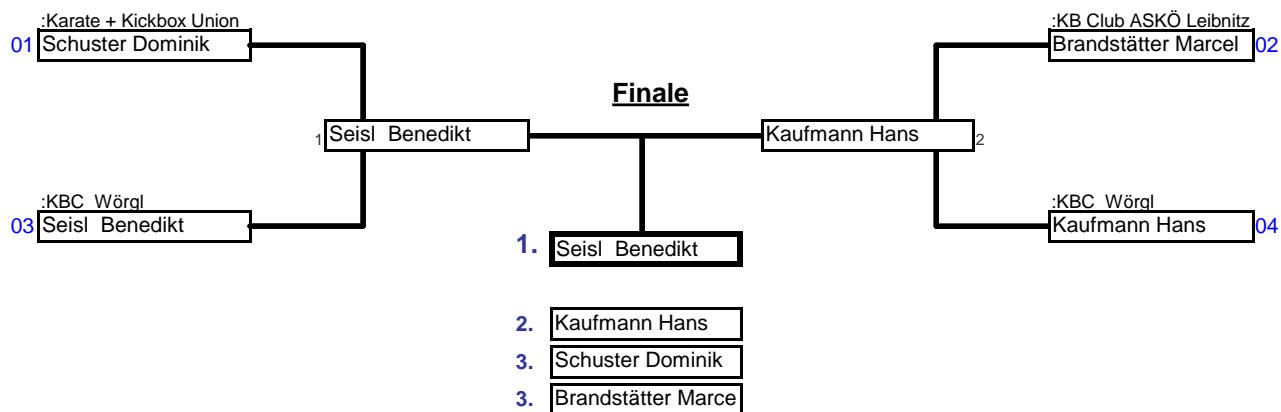 :Karate + Kickbox Union
01 Schuster Dominik
:KB Club ASKÖ Leibnitz
Brandstätter Marcel 02
Finale
1 Seisl  Benedikt
Kaufmann Hans 2
:KBC  Wörgl
03 Seisl  Benedikt
:KBC  Wörgl
Kaufmann Hans 04
1. Seisl  Benedikt
2. Kaufmann Hans
3. Schuster Dominik
3. Brandstätter Marce